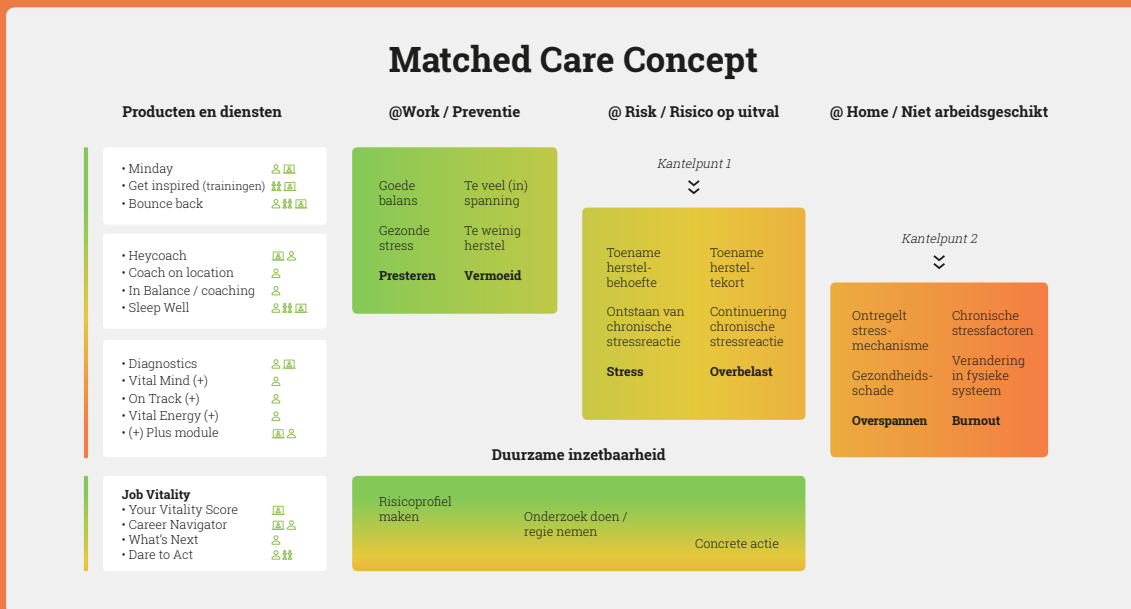 Matched Care Concept
Producten en diensten
• Minday
• Get inspired (trainingen)
• Bounce back
• Heycoach
• Coach on location
• In Balance / coaching
• Sleep Well
• Diagnostics
• Vital Mind (+)
• On Track (+)
• Vital Energy (+)
• (+) Plus module
Job Vitality
• Your Vitality Score
• Career Navigator
• What's Next
• Dare to Act
@Work / Preventie
Goede
balans
Gezonde
stress
Presteren
Te veel (in)
spanning
Te weinig
herstel
Vermoeid
@ Risk / Risico op uitval
Kantelpunt 1
Toename
herstel-
behoefte
Ontstaan van
chronische
stressreactie
Stress
Toename
herstel-
tekort
Continuering
chronische
stressreactie
Overbelast
@ Home / Niet arbeidsgeschikt
Kantelpunt 2
Ontregelt
stress-
mechanisme
Gezondheids-
schade
Overspannen
Chronische
stressfactoren
Verandering
in fysieke
systeem
Burnout
Duurzame inzetbaarheid
Risicoprofiel
maken
Onderzoek doen /
regie nemen
Concrete actie